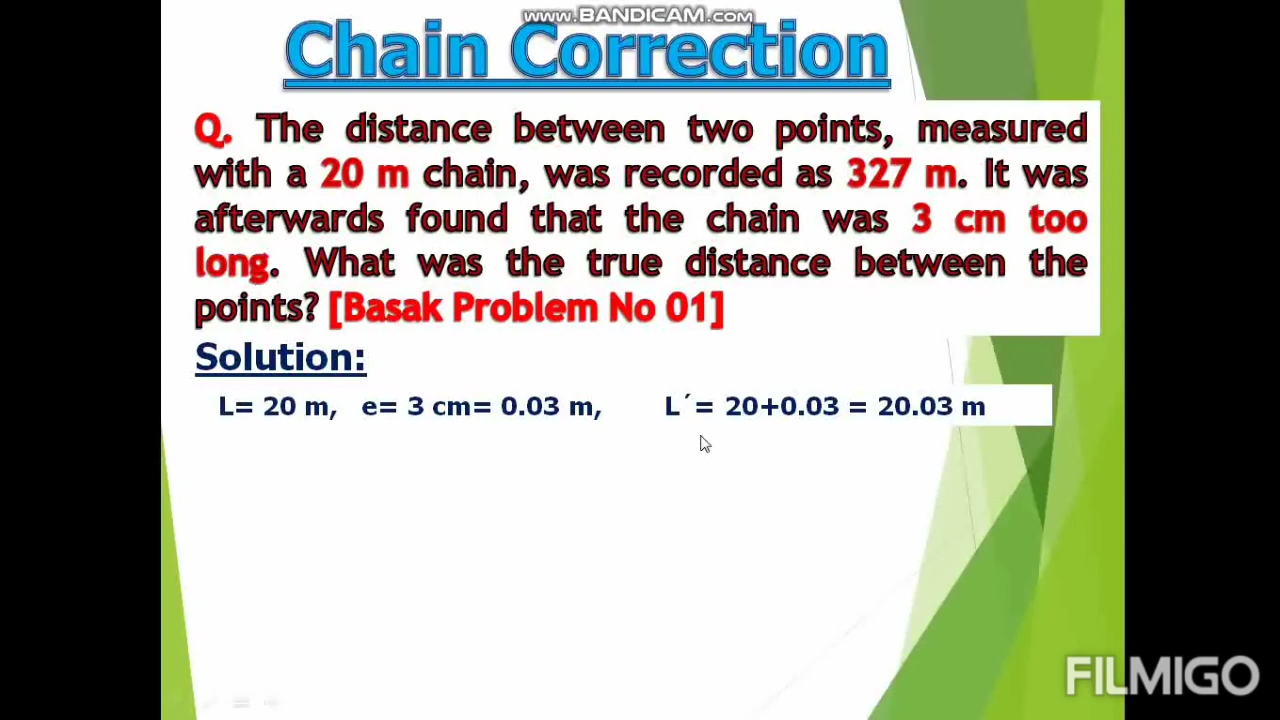 www.BANDICAM.com
Chain Correction
Q. The distance between two points, measured
with a 20 m chain, was recorded as 327 m. It was
afterwards found that the chain was 3 cm too
long. What was the true distance between the
points? [Basak Problem No 01]
Solution:
L= 20 m, e= 3 cm= 0.03 m, L´= 20+0.03 = 20.03 m
FILMIGO